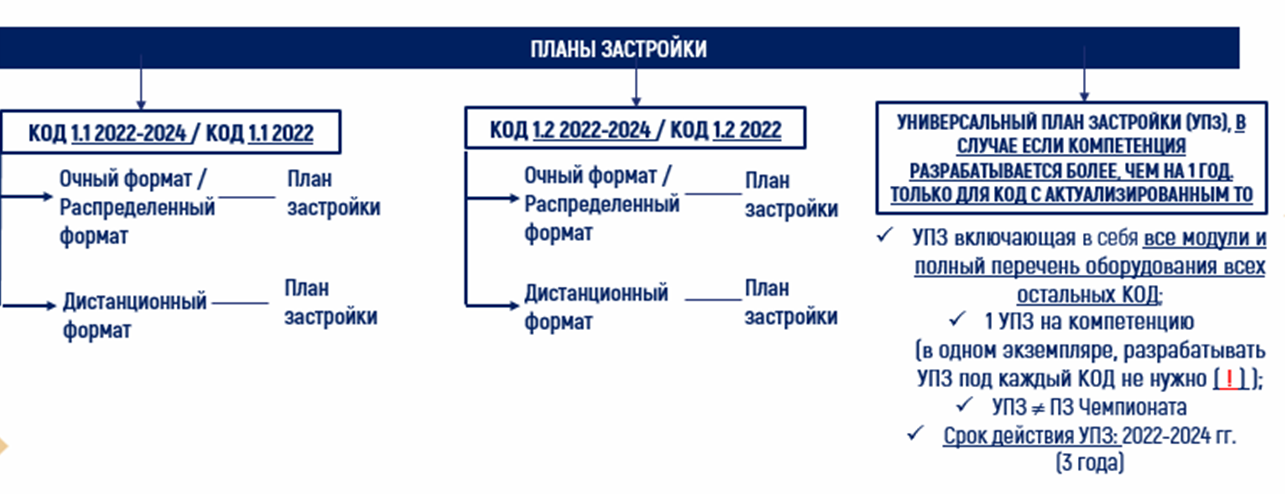 ПЛАНЫ ЗАСТРОЙКИ
КОД 1.1 2022-2024 / КОД 1.1 2022
Очный формат /
Распределенный
формат
План
застройки
Дистанционный
формат
План
застройки
КОД 1.2 2022-2024 / КОД 1.2 2022
Очный формат /
Распределенный
формат
План
застройки
Дистанционный
формат
План
застройки
УНИВЕРСАЛЬНЫЙ ПЛАН ЗАСТРОЙКИ (УПЗ), В
СЛУЧАЕ ЕСЛИ КОМПЕТЕНЦИЯ
РАЗРАБАТЫВАЕТСЯ БОЛЕЕ, ЧЕМ НА 1 ГОД.
ТОЛЬКО ДЛЯ КОД С АКТУАЛИЗИРОВАННЫМ ТО
✓ УПЗ включающая в себя все модули и
полный перечень оборудования всех
остальных КОД;
✓ 1 УПЗ на компетенцию
(в одном экземпляре, разрабатывать
УПЗ под каждый КОД не нужно ( ! ) );
✓ УПЗ ≠ ПЗ Чемпионата
✓ Срок действия УПЗ: 2022-2024 гг.
(3 года)